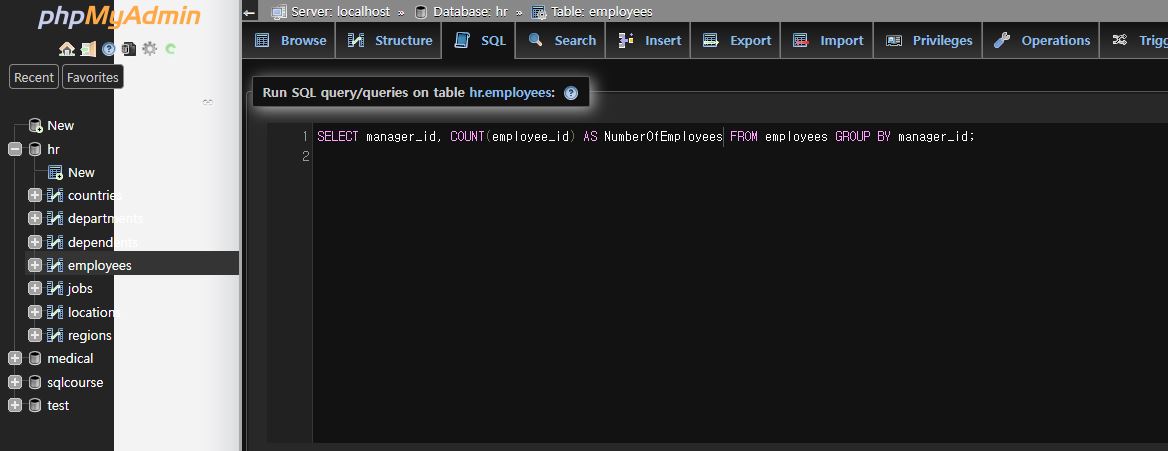 phpMyAdmin
Server: localhost » Database: hr » Table: employees
Browse Structure SQL Search Insert Export Import Privileges Operations Trigg
Recent Favorites
Run SQL query/queries on table hr.employees:
New
hr
New
countries
departments
dependents
employees
jobs
locations
regions
medical
sqlcourse
test
1 SELECT manager_id, COUNT(employee_id) AS NumberOfEmployees FROM employees GROUP BY manager_id;
2